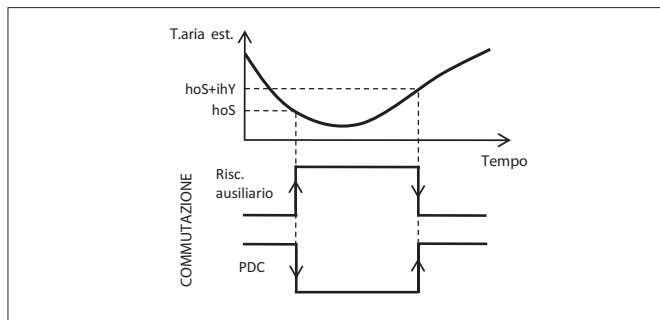 T.aria est.
hoS+ihY
hoS
Tempo
COMMUTAZIONE
Risc.
ausiliario
PDC